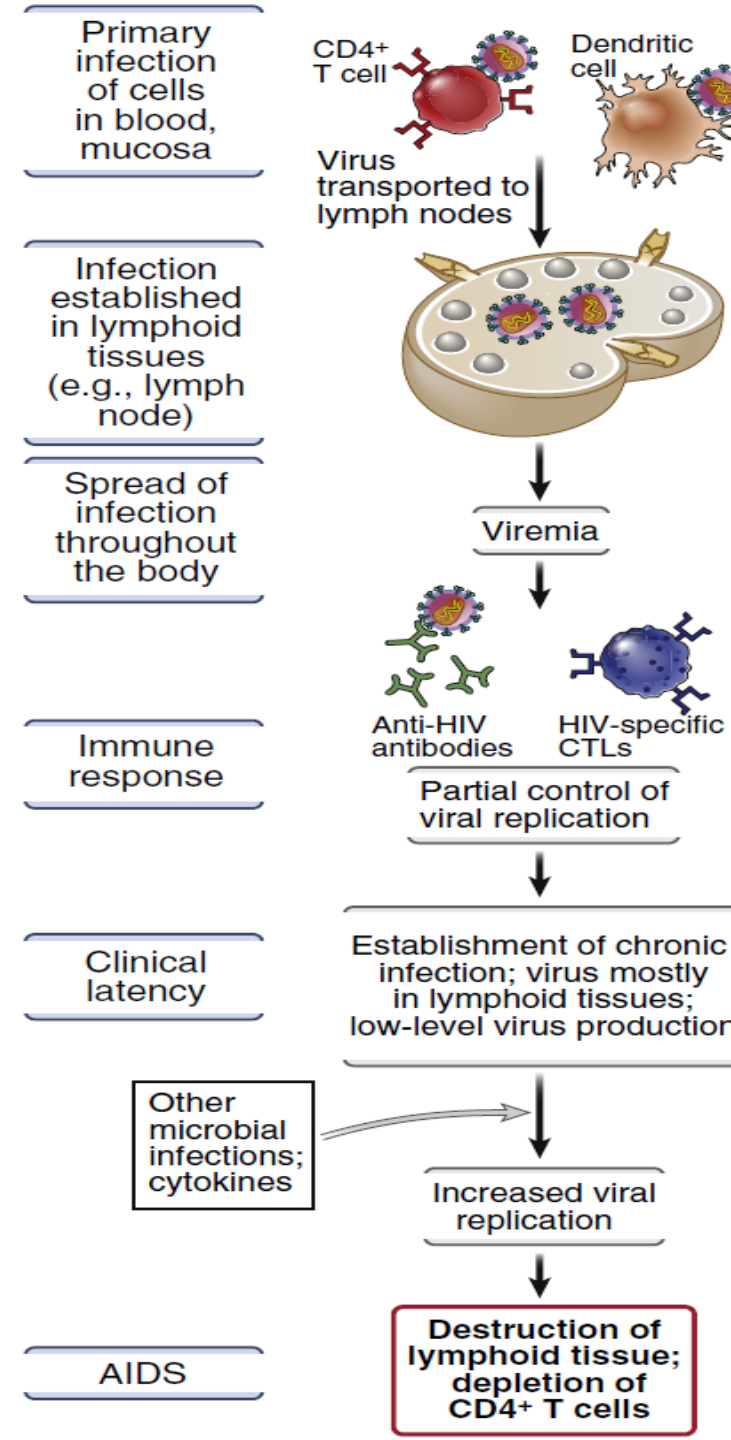 Primary
infection
of cells
in blood,
mucosa
CD4+
T cell
Dendritic
cell
Virus
transported to
lymph nodes
Infection
established
in lymphoid
tissues
(e.g., lymph
node)
Spread of
infection
throughout
the body
Viremia
Immune
response
Anti-HIV
antibodies
HIV-specific
CTLs
Partial control of
viral replication
Clinical
latency
Establishment of chronic
infection; virus mostly
in lymphoid tissues;
low-level virus production
Other
microbial
infections;
cytokines
Increased viral
replication
AIDS
Destruction of
lymphoid tissue;
depletion of
CD4+ T cells